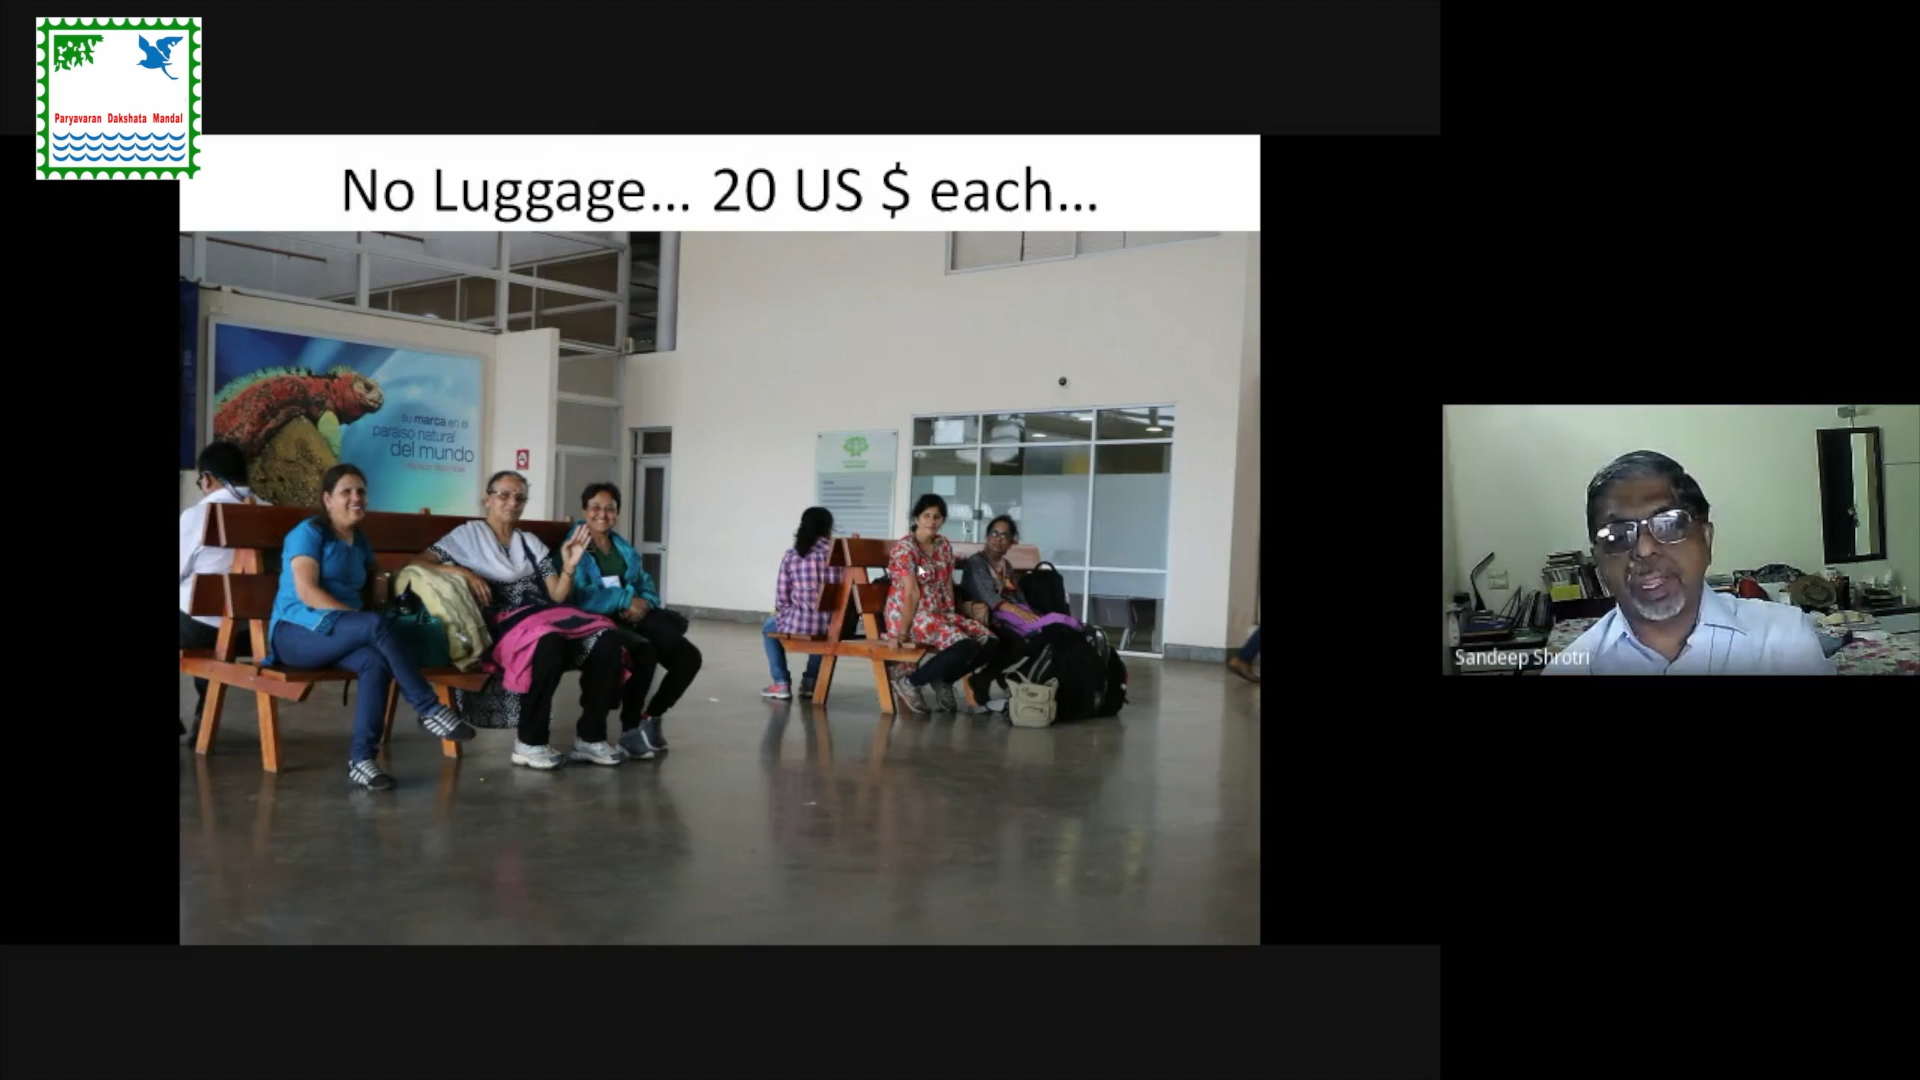 Paryavaran Dakshata Mandal
No Luggage... 20 US $ each...
su marca en el
paraiso natural
del mundo
Sandeep Shrotri